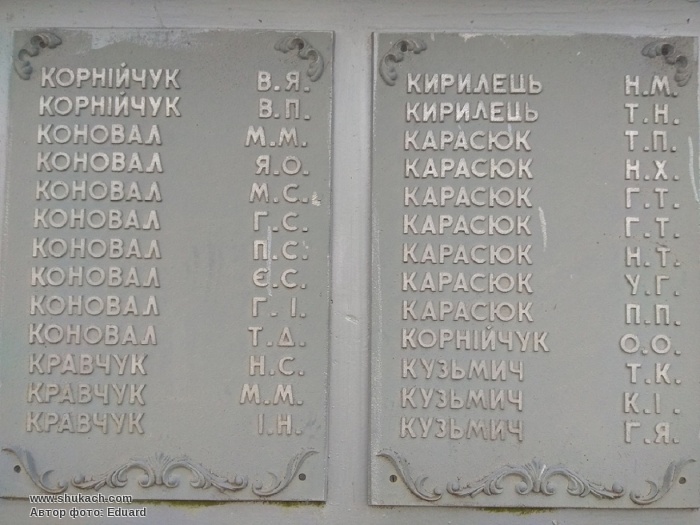 КОРНІЙЧУК В.Я.
КОРНІЙЧУК В.П.
КОНОВАЛ М.М.
КОНОВАЛ Я.О.
КОНОВАЛ М.С.
КОНОВАЛ Г.С.
КОНОВАЛ П.С.
КОНОВАЛ Є.С.
КОНОВАЛ Г.І.
КОНОВАЛ Т.Д.
КРАВЧУК Н.С.
КРАВЧУК М.М.
КРАВЧУК І.Н.
КИРИЛЕЦЬ Н.М.
КИРИЛЕЦЬ Т.Н.
КАРАСЮК Т.П.
КАРАСЮК Н.Х.
КАРАСЮК Г.Т.
КАРАСЮК Г.Т.
КАРАСЮК Н.Т.
КАРАСЮК У.Г.
КАРАСЮК П.П.
КОРНІЙЧУК О.О.
КУЗЬМИЧ Т.К.
КУЗЬМИЧ К.І.
КУЗЬМИЧ Г.Я.
www.shukach.com
Автор фото: Eduard